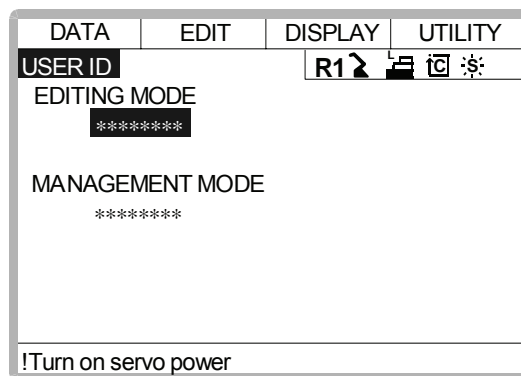 DATA EDIT DISPLAY UTILITY
USER ID R1 L C S
EDITING MODE
********
MANAGEMENT MODE
********
!Turn on servo power